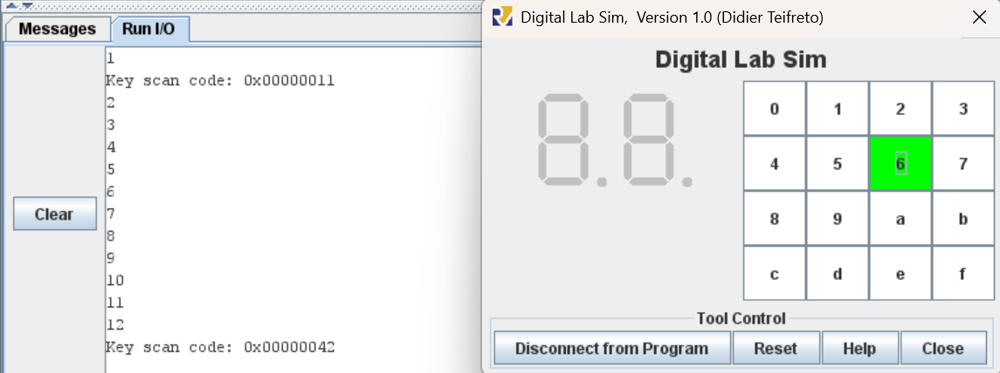 Messages Run I/O
1
Key scan code: 0x00000011
2
3
4
5
6
7
8
9
10
11
12
Key scan code: 0x00000042
Clear
Digital Lab Sim, Version 1.0 (Didier Teifreto)
Digital Lab Sim
8.8.
0 1 2 3
4 5 6 7
8 9 a b
c d e f
Tool Control
Disconnect from Program Reset Help Close